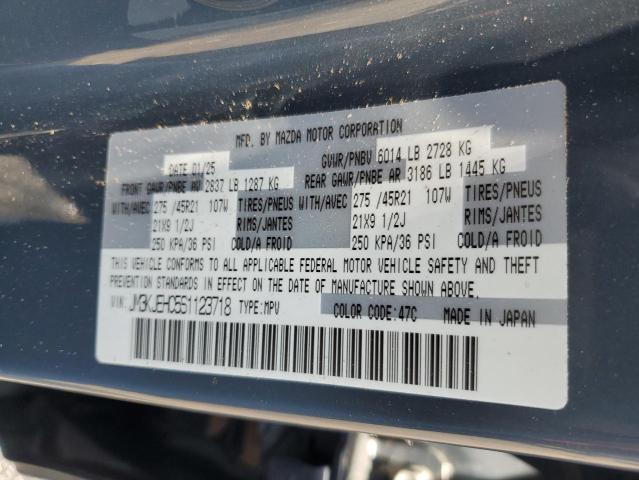 MFD. BY MAZDA MOTOR CORPORATION
DATE 01/25 GVWR/PNBV 6014 LB 2728 KG
FRONT GAWR/PNBE AV 2837 LB 1287 KG REAR GAWR/PNBE AR 3186 LB 1445 KG
WITH/AVEC 275 /45R21 107W TIRES/PNEUS WITH/AVEC 275 /45R21 107W TIRES/PNEUS
21X9 1/2J RIMS/JANTES 21X9 1/2J RIMS/JANTES
250 KPA/36 PSI COLD/A FROID 250 KPA/36 PSI COLD/A FROID
THIS VEHICLE CONFORMS TO ALL APPLICABLE FEDERAL MOTOR VEHICLE SAFETY AND THEFT
PREVENTION STANDARDS IN EFFECT ON THE DATE OF MANUFACTURE SHOWN ABOVE.
VIN: JM3KJEHC5S1123718 TYPE:MPV COLOR CODE:47C MADE IN JAPAN